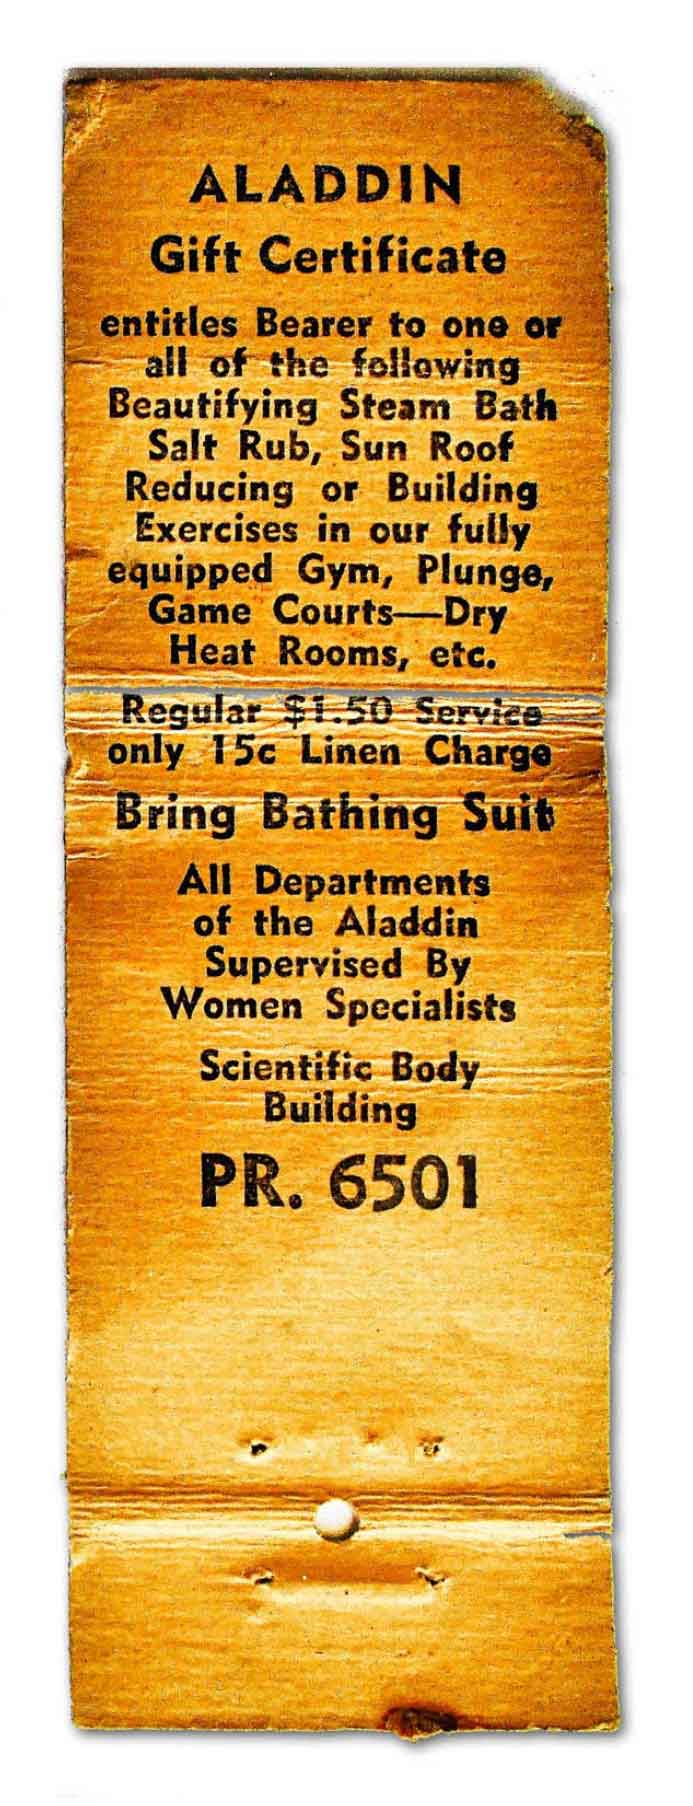 ALADDIN
Gift Certificate
entitles Bearer to one or
all of the following
Beautifying Steam Bath
Salt Rub, Sun Roof
Reducing or Building
Exercises in our fully
equipped Gym, Plunge,
Game Courts—Dry
Heat Rooms, etc.
Regular $1.50 Service
only 15c Linen Charge
Bring Bathing Suit
All Departments
of the Aladdin
Supervised By
Women Specialists
Scientific Body
Building
PR. 6501